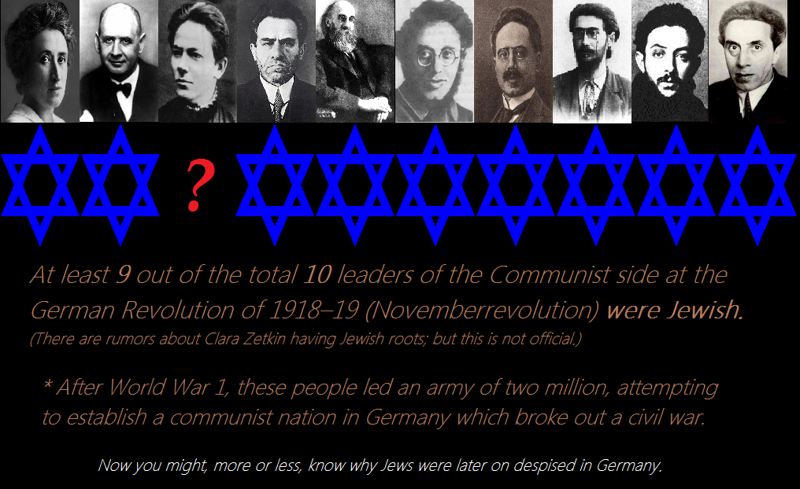 ?
At least 9 out of the total 10 leaders of the Communist side at the
German Revolution of 1918–19 (Novemberrevolution) were Jewish.
(There are rumors about Clara Zetkin having Jewish roots; but this is not official.)
* After World War 1, these people led an army of two million, attempting
to establish a communist nation in Germany which broke out a civil war.
Now you might, more or less, know why Jews were later on despised in Germany.